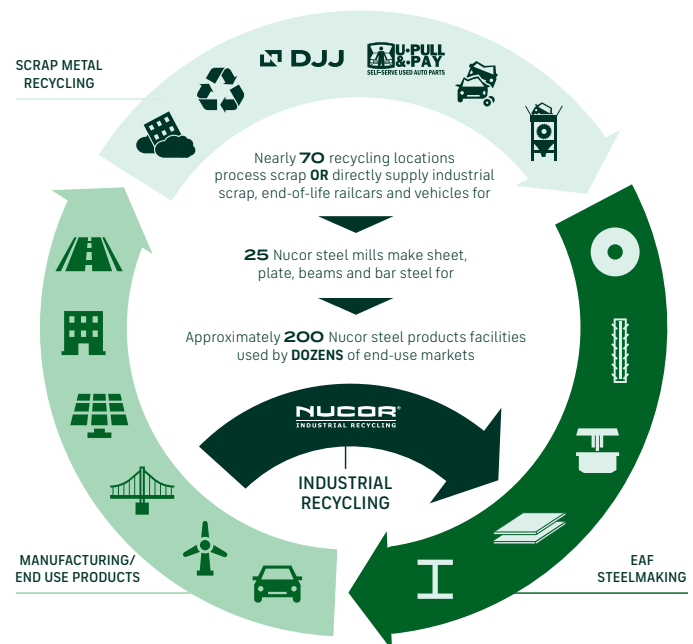 SCRAP METAL
RECYCLING
DJJ
U·PULL
&·PAY
SELF-SERVE USED AUTO PARTS
Nearly 70 recycling locations
process scrap OR directly supply industrial
scrap, end-of-life railcars and vehicles for
25 Nucor steel mills make sheet,
plate, beams and bar steel for
Approximately 200 Nucor steel products facilities
used by DOZENS of end-use markets
NUCOR®
INDUSTRIAL RECYCLING
INDUSTRIAL
RECYCLING
MANUFACTURING/
END USE PRODUCTS
EAF
STEELMAKING